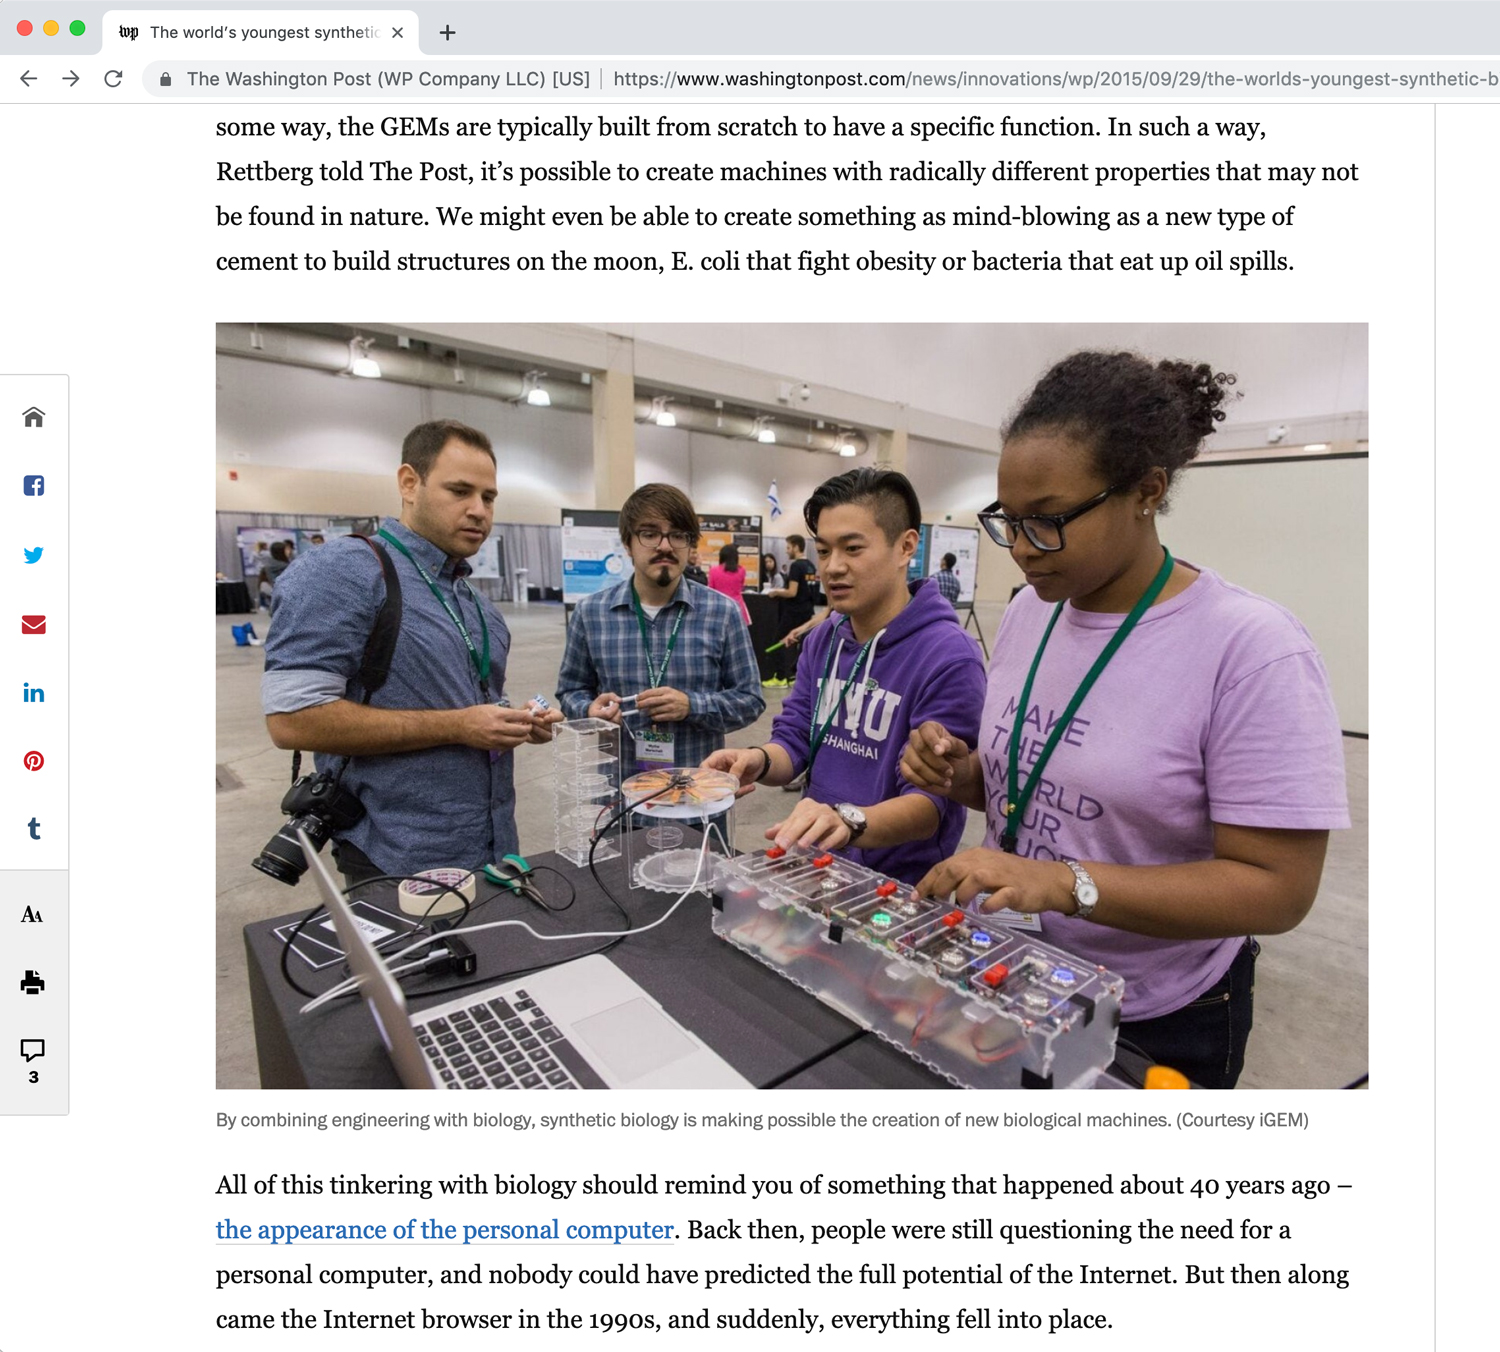 wp The world's youngest synthetic
The Washington Post (WP Company LLC) [US] https://www.washingtonpost.com/news/innovations/wp/2015/09/29/the-worlds-youngest-synthetic-b
some way, the GEMs are typically built from scratch to have a specific function. In such a way,
Rettberg told The Post, it's possible to create machines with radically different properties that may not
be found in nature. We might even be able to create something as mind-blowing as a new type of
cement to build structures on the moon, E. coli that fight obesity or bacteria that eat up oil spills.
NYU
SHANGHAI
MAKE
THE
WORLD
YOUR
in
t
AA
3
By combining engineering with biology, synthetic biology is making possible the creation of new biological machines. (Courtesy iGEM)
All of this tinkering with biology should remind you of something that happened about 40 years ago –
the appearance of the personal computer. Back then, people were still questioning the need for a
personal computer, and nobody could have predicted the full potential of the Internet. But then along
came the Internet browser in the 1990s, and suddenly, everything fell into place.